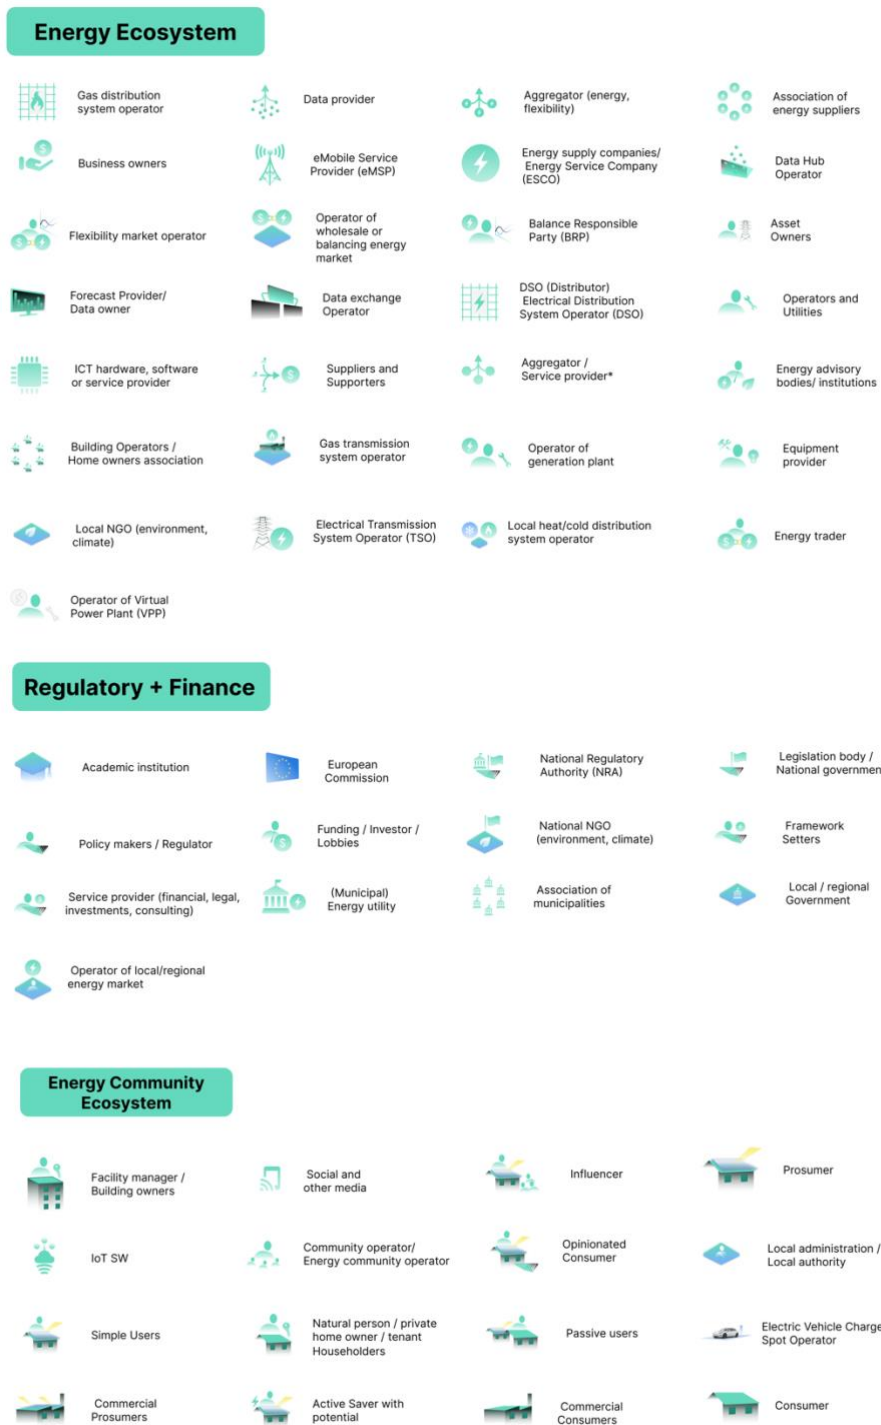 Energy Ecosystem
Gas distribution
system operator
Data provider
Aggregator (energy,
flexibility)
Association of
energy suppliers
Business owners
eMobile Service
Provider (eMSP)
Energy supply companies/
Energy Service Company
(ESCO)
Data Hub
Operator
Flexibility market operator
Operator of
wholesale or
balancing energy
market
Balance Responsible
Party (BRP)
Asset
Owners
Forecast Provider/
Data owner
Data exchange
Operator
DSO (Distributor)
Electrical Distribution
System Operator (DSO)
Operators and
Utilities
ICT hardware, software
or service provider
Suppliers and
Supporters
Aggregator /
Service provider*
Energy advisory
bodies/ institutions
Building Operators /
Home owners association
Gas transmission
system operator
Operator of
generation plant
Equipment
provider
Local NGO (environment,
climate)
Electrical Transmission
System Operator (TSO)
Local heat/cold distribution
system operator
Energy trader
Operator of Virtual
Power Plant (VPP)
Regulatory + Finance
Academic institution
European
Commission
National Regulatory
Authority (NRA)
Legislation body /
National government
Policy makers / Regulator
Funding / Investor /
Lobbies
National NGO
(environment, climate)
Framework
Setters
Service provider (financial, legal,
investments, consulting)
(Municipal)
Energy utility
Association of
municipalities
Local / regional
Government
Operator of local/regional
energy market
Energy Community
Ecosystem
Facility manager /
Building owners
Social and
other media
Influencer
Prosumer
IoT SW
Community operator/
Energy community operator
Opinionated
Consumer
Local administration /
Local authority
Simple Users
Natural person / private
home owner / tenant
Householders
Passive users
Electric Vehicle Charge
Spot Operator
Commercial
Prosumers
Active Saver with
potential
Commercial
Consumers
Consumer